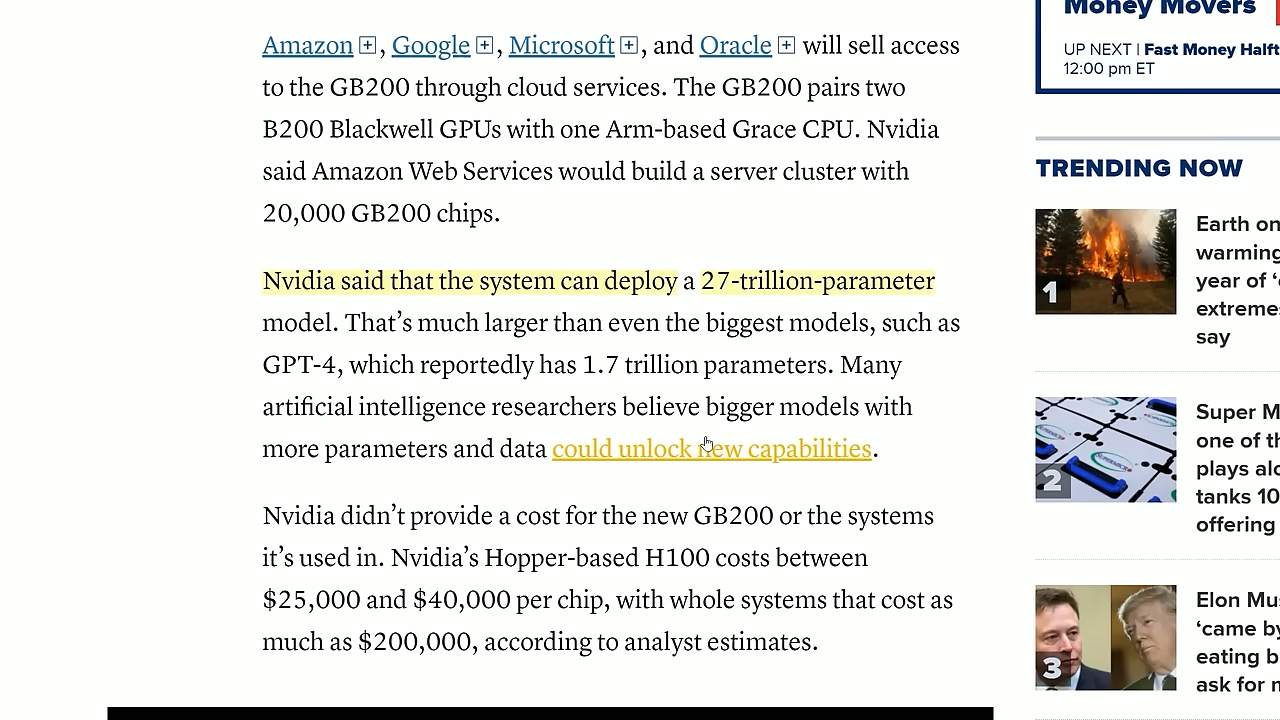 Amazon, Google, Microsoft, and Oracle will sell access
to the GB200 through cloud services. The GB200 pairs two
B200 Blackwell GPUs with one Arm-based Grace CPU. Nvidia
said Amazon Web Services would build a server cluster with
20,000 GB200 chips.
Nvidia said that the system can deploy a 27-trillion-parameter
model. That’s much larger than even the biggest models, such as
GPT-4, which reportedly has 1.7 trillion parameters. Many
artificial intelligence researchers believe bigger models with
more parameters and data could unlock new capabilities.
Nvidia didn’t provide a cost for the new GB200 or the systems
it’s used in. Nvidia’s Hopper-based H100 costs between
$25,000 and $40,000 per chip, with whole systems that cost as
much as $200,000, according to analyst estimates.
Money Movers
UP NEXT | Fast Money Halft
12:00 pm ET
TRENDING NOW
1
Earth on
warming
year of ‘
extreme
say
2
Super M
one of th
plays alo
tanks 10
offering
3
Elon Mu
‘came by
eating b
ask for